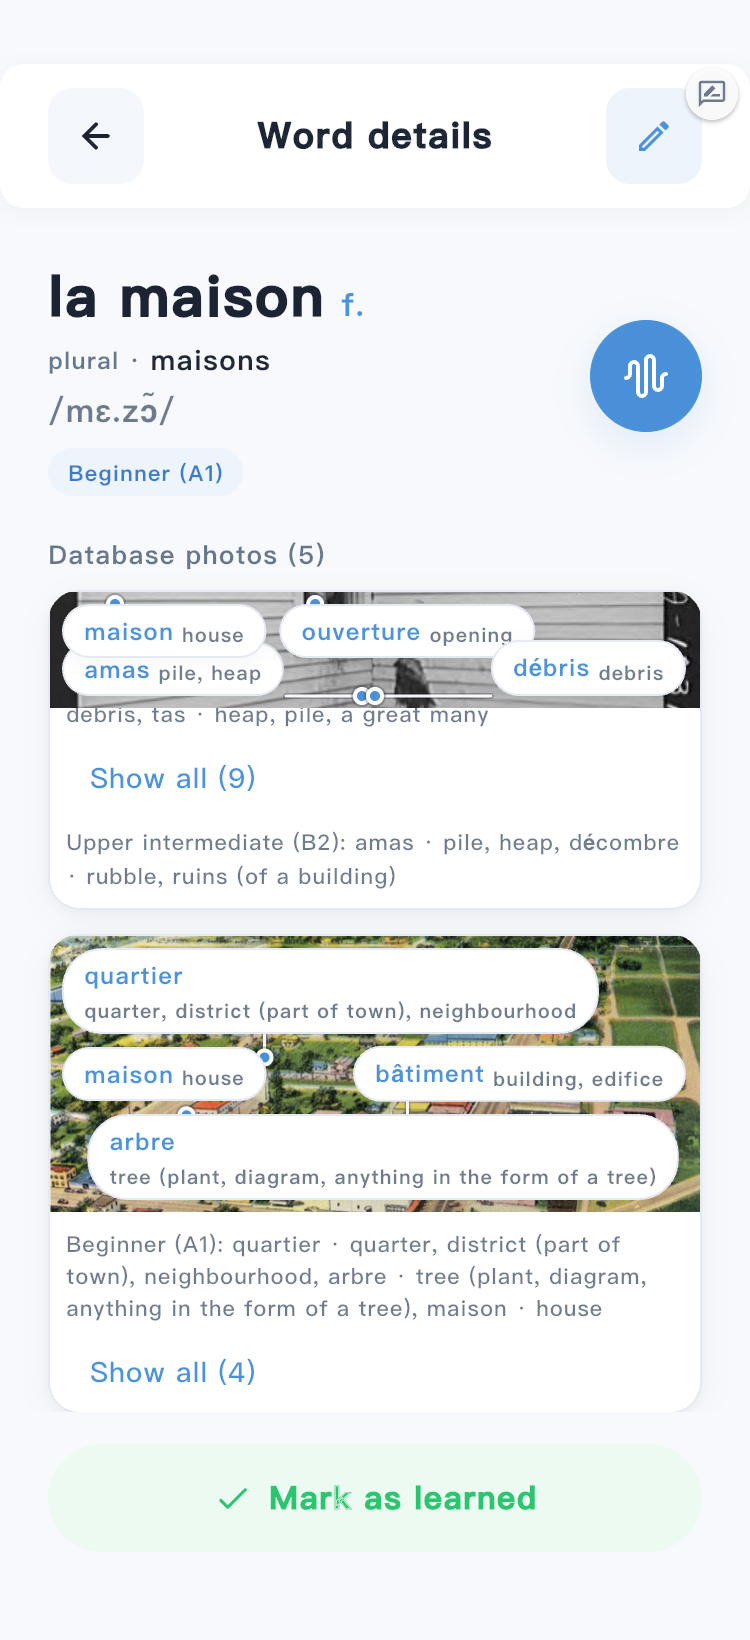 Word details
la maison f.
plural · maisons
/mɛ.zɔ̃/
Beginner (A1)
Database photos (5)
maison house
ouverture opening
amas pile, heap
débris debris
debris, tas · heap, pile, a great many
Show all (9)
Upper intermediate (B2): amas · pile, heap, décombre
· rubble, ruins (of a building)
quartier
quarter, district (part of town), neighbourhood
maison house
bâtiment building, edifice
arbre
tree (plant, diagram, anything in the form of a tree)
Beginner (A1): quartier · quarter, district (part of
town), neighbourhood, arbre · tree (plant, diagram,
anything in the form of a tree), maison · house
Show all (4)
Mark as learned